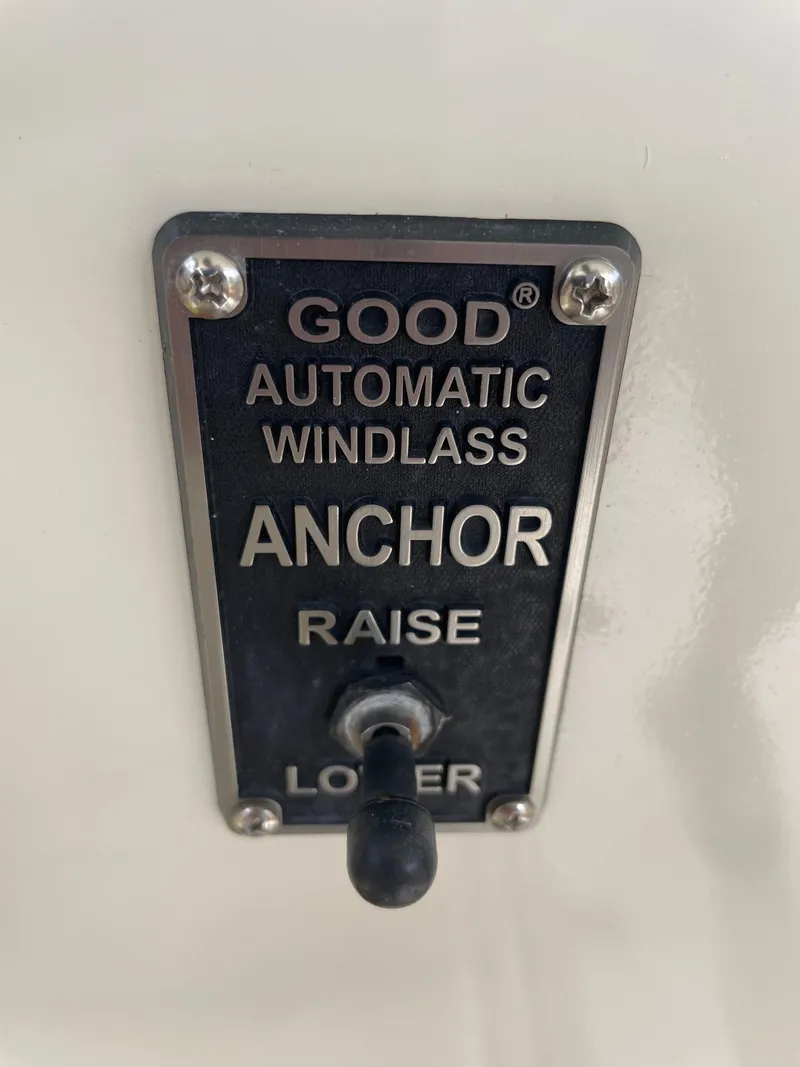 GOOD®
AUTOMATIC
WINDLASS
ANCHOR
RAISE
LOWER